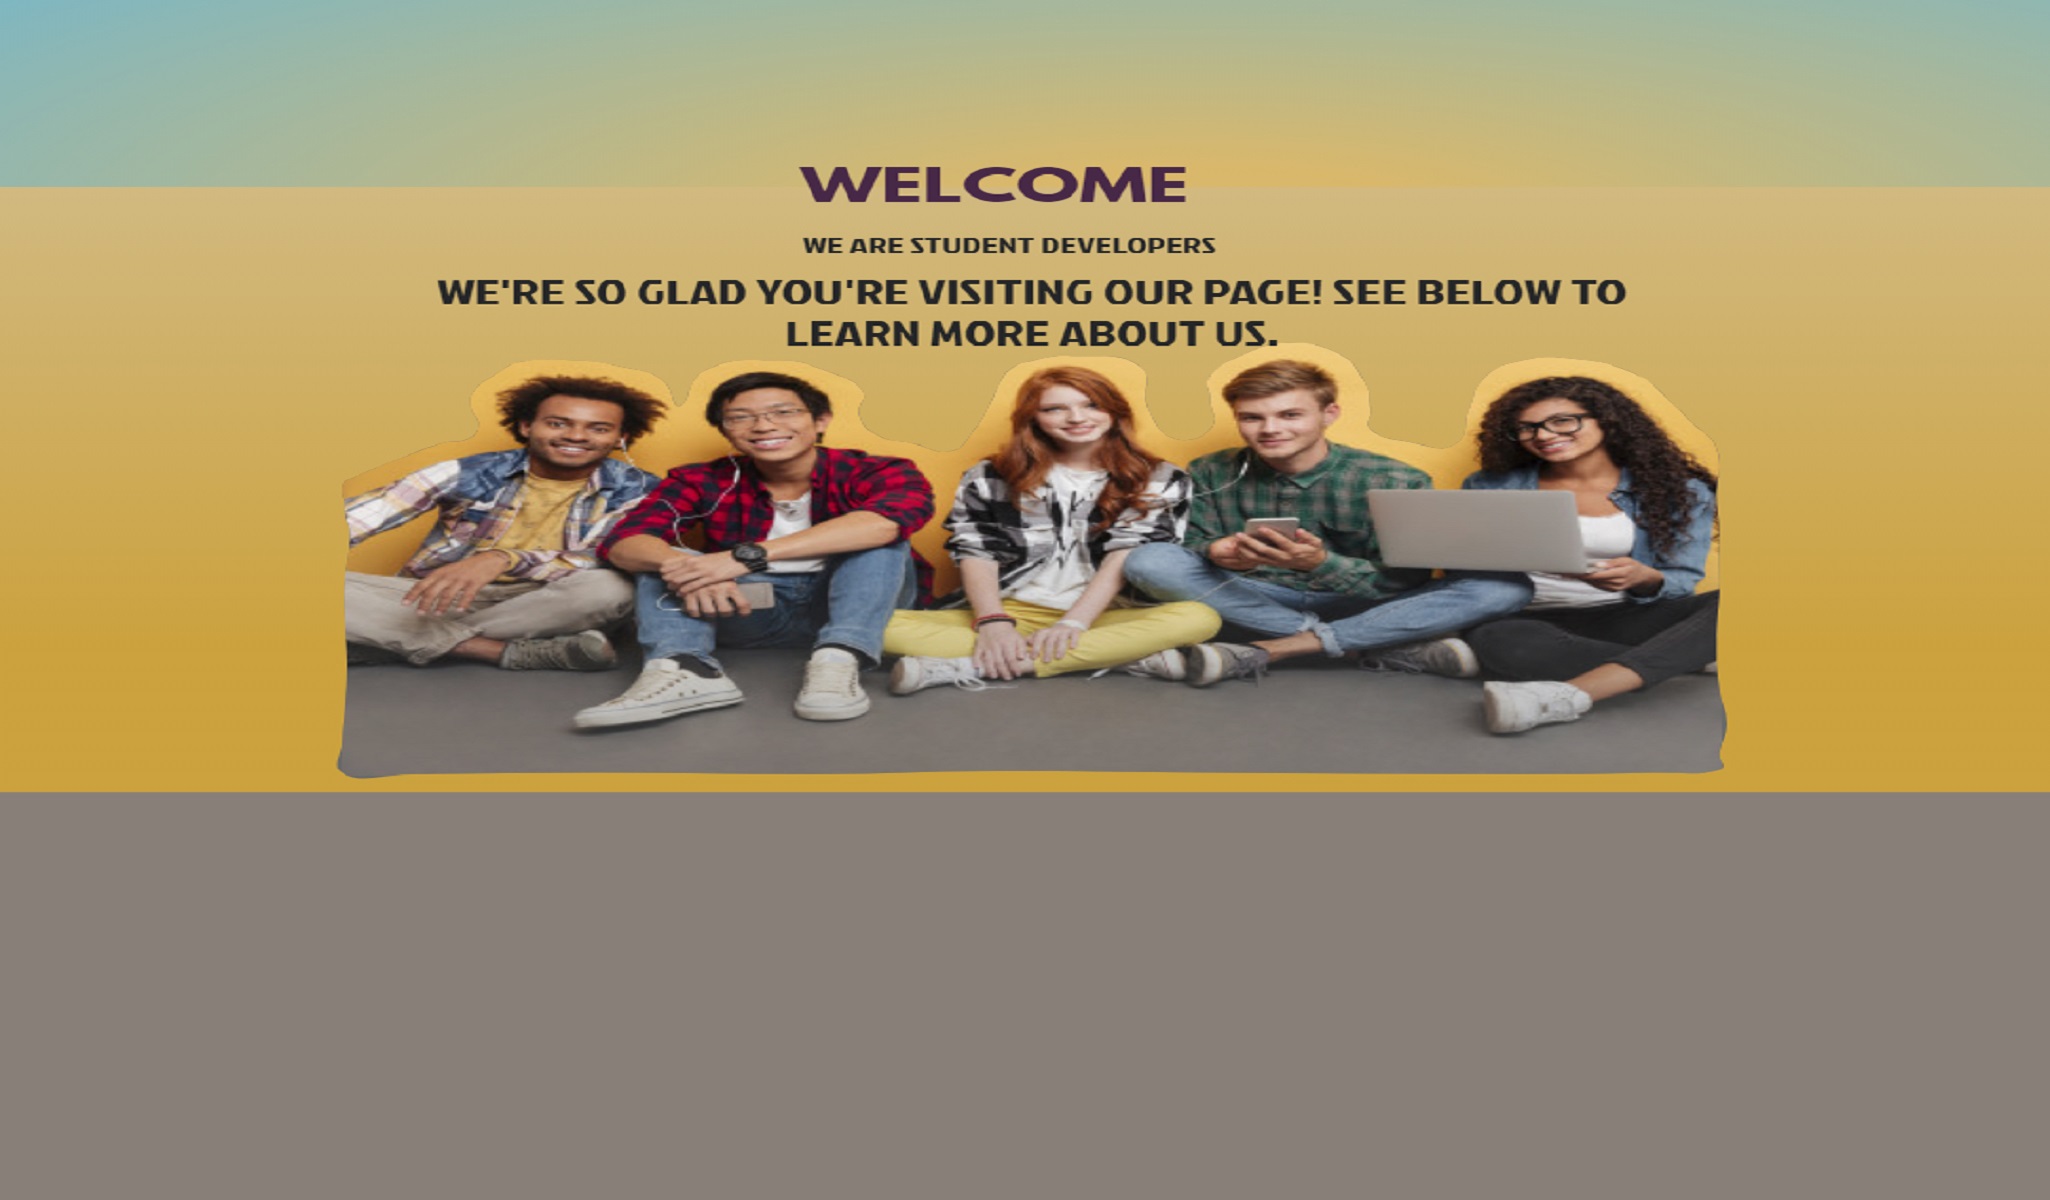 WELCOME
WE ARE STUDENT DEVELOPERS
WE'RE SO GLAD YOU'RE VISITING OUR PAGE! SEE BELOW TO
LEARN MORE ABOUT US.